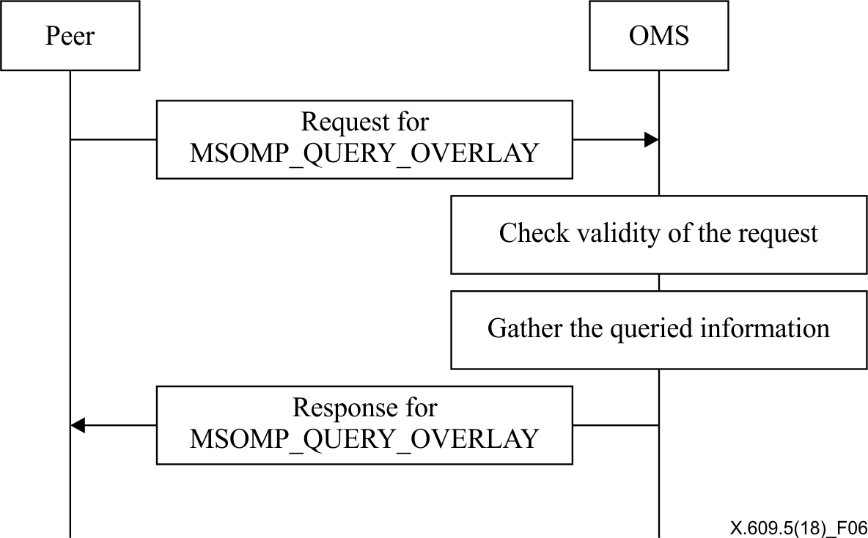 Peer
OMS
Request for
MSOMP_QUERY_OVERLAY
Check validity of the request
Gather the queried information
Response for
MSOMP_QUERY_OVERLAY
X.609.5(18)_F06